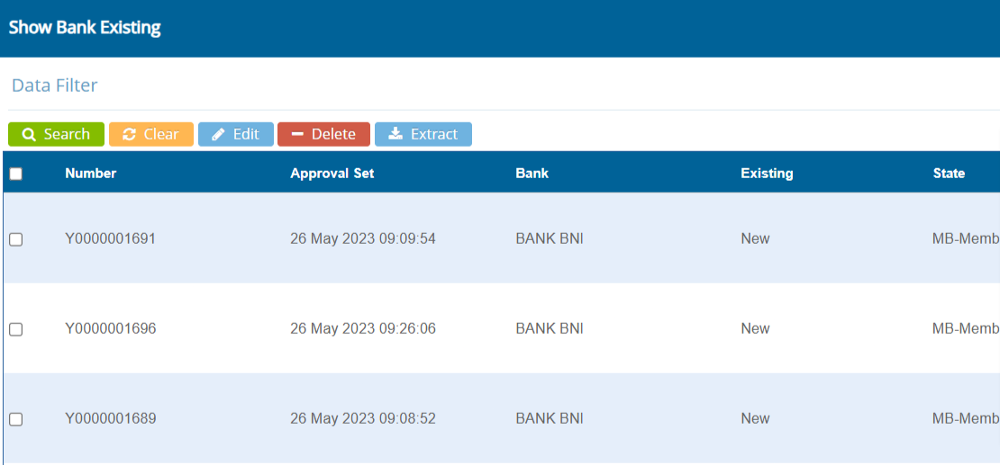 Show Bank Existing
Data Filter
Search Clear Edit Delete Extract
Number Approval Set Bank Existing State
Y0000001691 26 May 2023 09:09:54 BANK BNI New MB-Memb
Y0000001696 26 May 2023 09:26:06 BANK BNI New MB-Memb
Y0000001689 26 May 2023 09:08:52 BANK BNI New MB-Memb